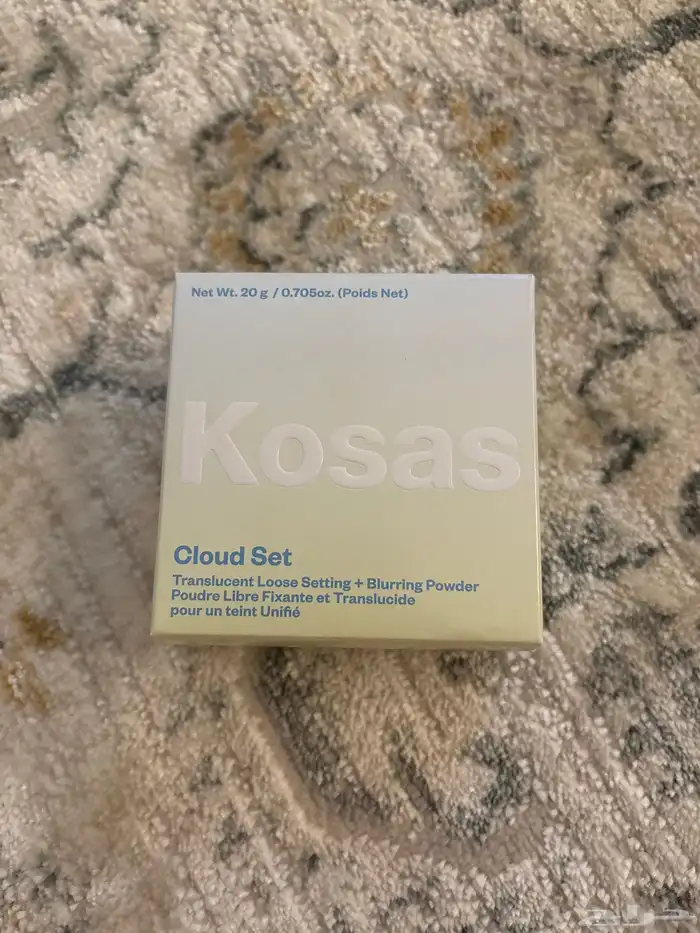 Net Wt. 20 g / 0.705oz. (Poids Net)
Kosas
Cloud Set
Translucent Loose Setting + Blurring Powder
Poudre Libre Fixante et Translucide
pour un teint Unifié
حراج